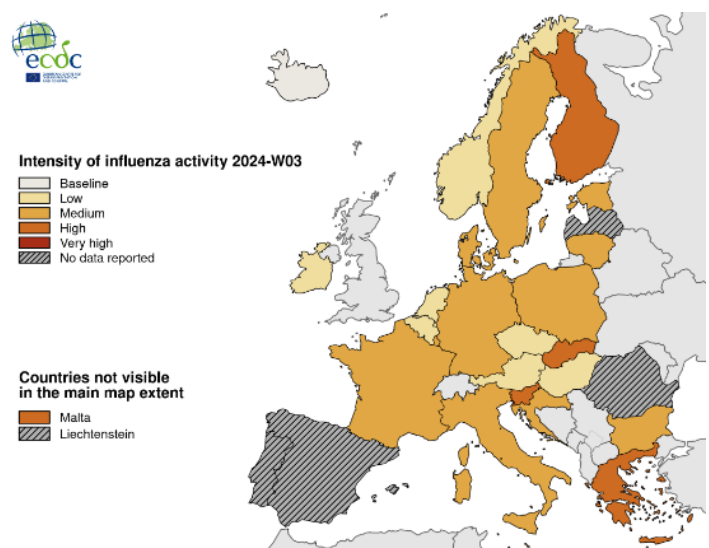 ecdc
Intensity of influenza activity 2024-W03
Baseline
Low
Medium
High
Very high
No data reported
Countries not visible
in the main map extent
Malta
Liechtenstein